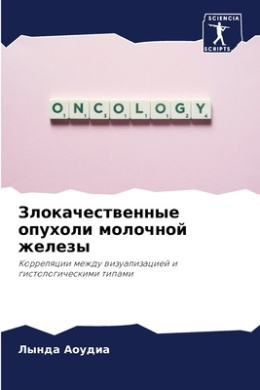 SCIENCIA
SCRIPTS
ONCOLOGY
Злокачественные
опухоли молочной
железы
Корреляции между визуализацией и
гистологическими типами
Лында Аоудиа